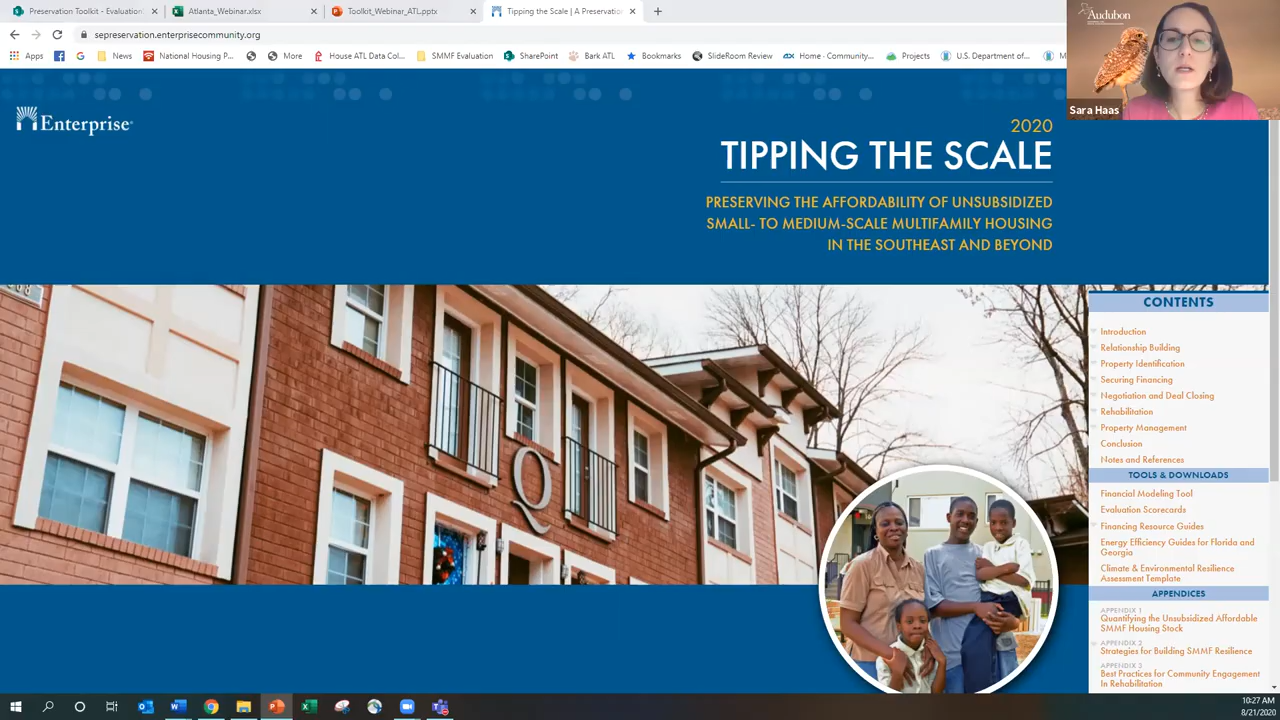 Preservation Toolkit - Evaluation
Atlanta_Webinar.xlsx
Toolkit_Webinar_ATL.pptx
Tipping the Scale | A Preservatio
sepreservation.enterprisecommunity.org
Apps
News
National Housing P...
More
House ATL Data Col...
SMMF Evaluation
SharePoint
Bark ATL
Bookmarks
SlideRoom Review
Home - Community...
Projects
U.S. Department of...
Audubon
Sara Haas
Enterprise
2020
TIPPING THE SCALE
PRESERVING THE AFFORDABILITY OF UNSUBSIDIZED
SMALL- TO MEDIUM-SCALE MULTIFAMILY HOUSING
IN THE SOUTHEAST AND BEYOND
Q
CONTENTS
Introduction
Relationship Building
Property Identification
Securing Financing
Negotiation and Deal Closing
Rehabilitation
Property Management
Conclusion
Notes and References
TOOLS & DOWNLOADS
Financial Modeling Tool
Evaluation Scorecards
Financing Resource Guides
Energy Efficiency Guides for Florida and
Georgia
Climate & Environmental Resilience
Assessment Template
APPENDICES
APPENDIX 1
Quantifying the Unsubsidized Affordable
SMMF Housing Stock
APPENDIX 2
Strategies for Building SMMF Resilience
APPENDIX 3
Best Practices for Community Engagement
In Rehabilitation
10:27 AM
8/21/2020